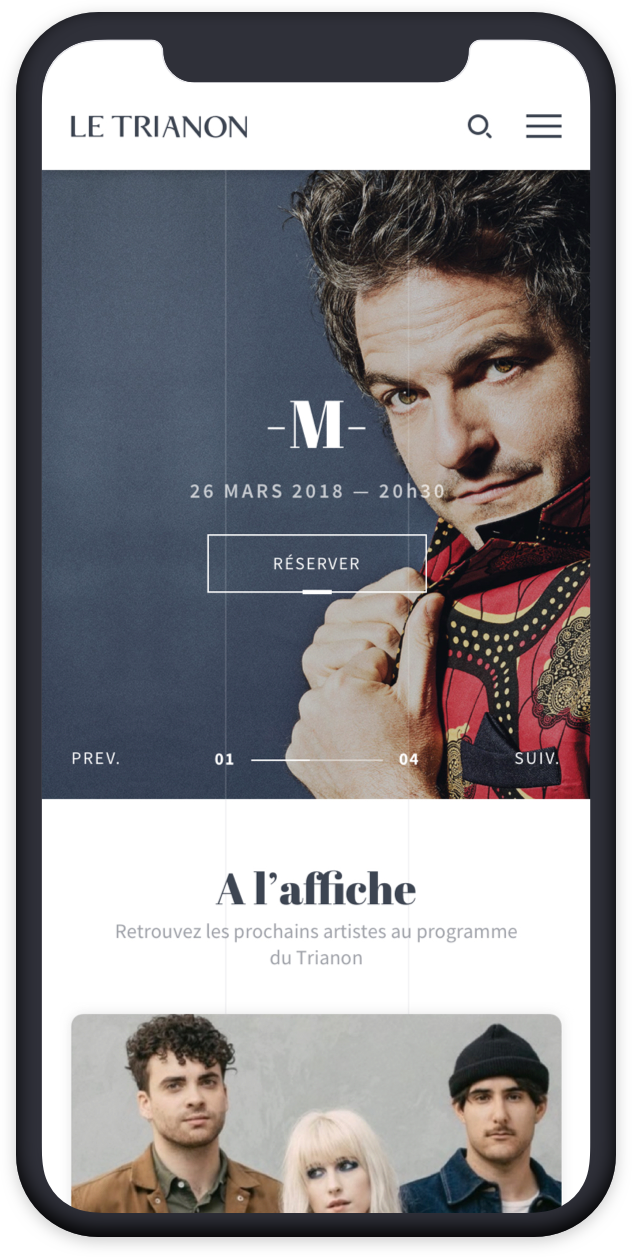 LE TRIANON
-M-
26 MARS 2018 — 20h30
RÉSERVER
PREV. 01 04 SUIV.
A l’affiche
Retrouvez les prochains artistes au programme
du Trianon